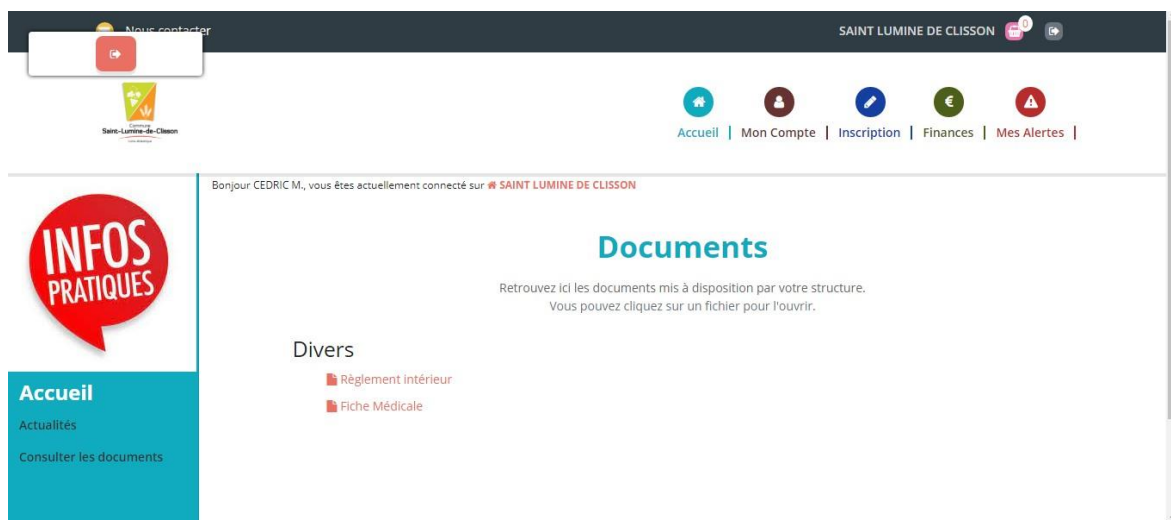 Nous contacter
SAINT LUMINE DE CLISSON 0
Commune
Saint-Lumine-de-Clisson
Accueil | Mon Compte | Inscription | Finances | Mes Alertes |
Bonjour CEDRIC M., vous êtes actuellement connecté sur SAINT LUMINE DE CLISSON
INFOS
PRATIQUES
Documents
Retrouvez ici les documents mis à disposition par votre structure.
Vous pouvez cliquez sur un fichier pour l'ouvrir.
Divers
Règlement intérieur
Fiche Médicale
Accueil
Actualités
Consulter les documents